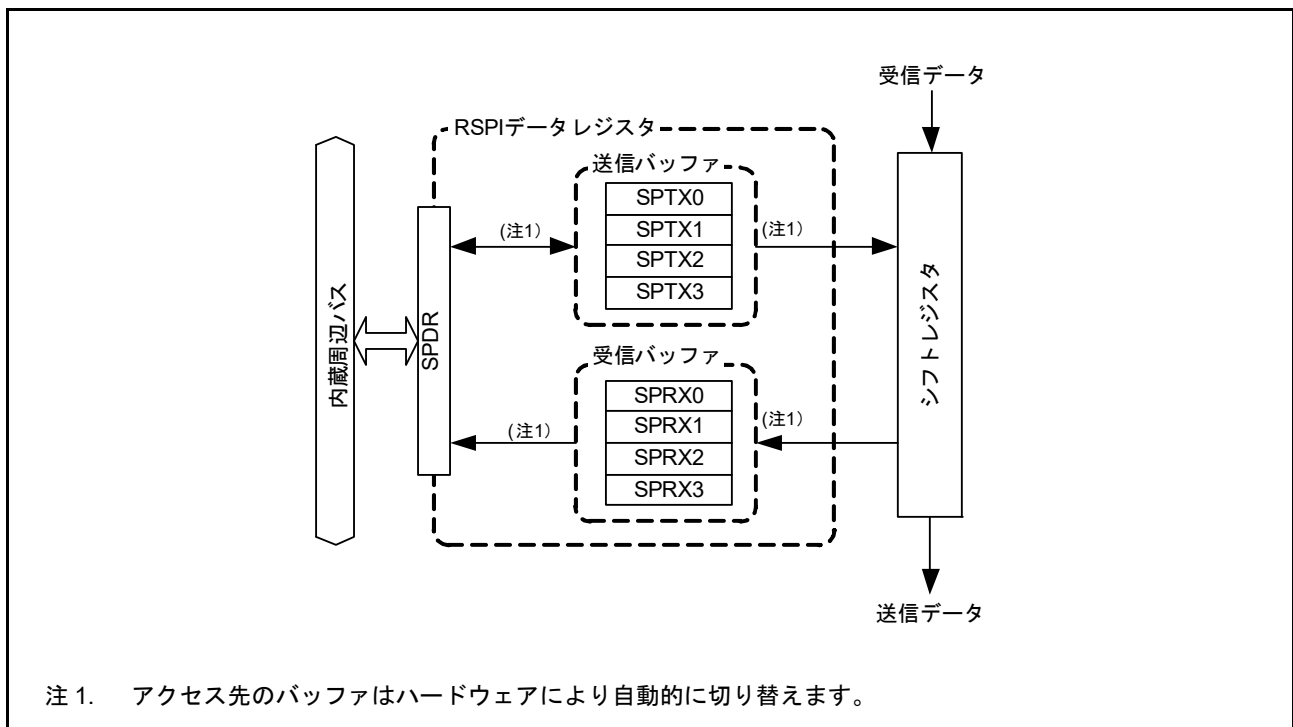 受信データ
RSPIデータレジスタ
送信バッファ
SPTX0
SPTX1
SPTX2
SPTX3
(注1)
(注1)
内蔵周辺バス
SPDR
シフトレジスタ
受信バッファ
SPRX0
SPRX1
SPRX2
SPRX3
(注1)
(注1)
送信データ
注 1. アクセス先のバッファはハードウェアにより自動的に切り替えます。